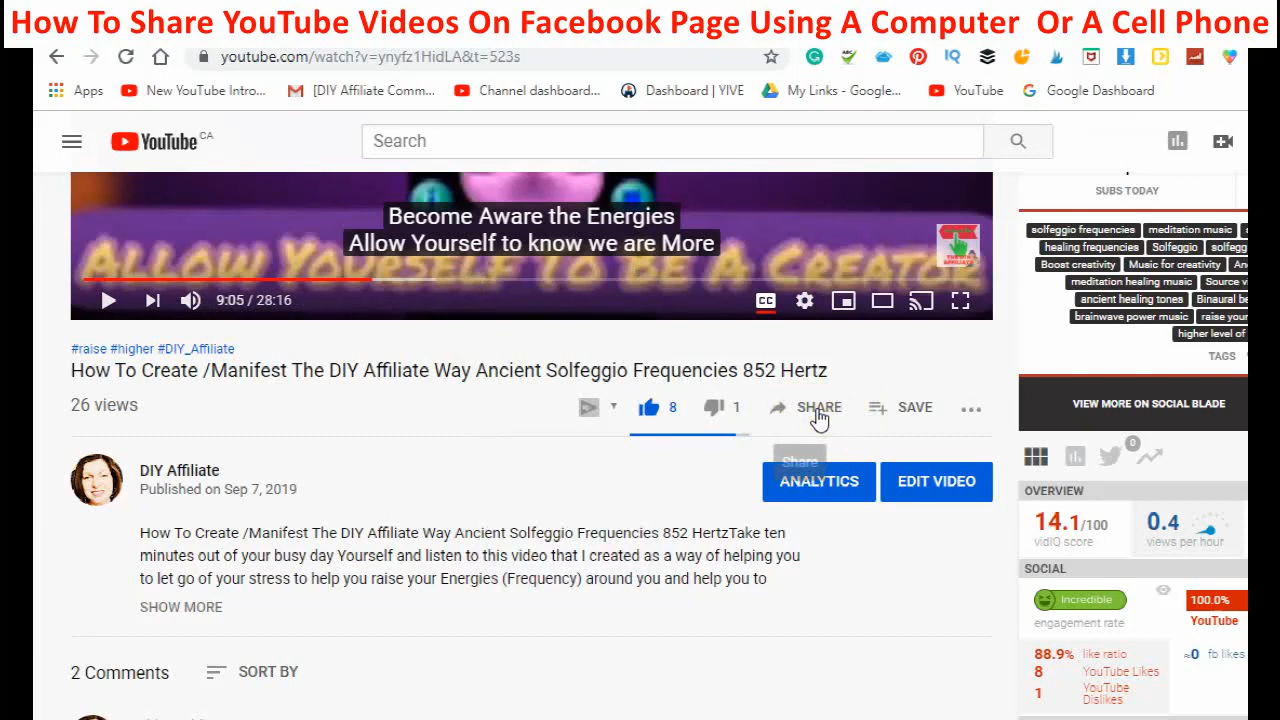 How To Share YouTube Videos On Facebook Page Using A Computer Or A Cell Phone
youtube.com/watch?v=ynyfz1HidLA&t=523s
ABC
IQ
Apps
New YouTube Intro...
[DIY Affiliate Comm...
Channel dashboard...
Dashboard | YIVE
My Links - Google...
YouTube
Google Dashboard
YouTube CA
Search
Become Aware the Energies
Allow Yourself to know we are More
ALLOW YOURSELF TO BE A CREATOR
9:05 / 28:16
CC
#raise #higher #DIY_Affiliate
How To Create /Manifest The DIY Affiliate Way Ancient Solfeggio Frequencies 852 Hertz
26 views
8
1
SHARE
SAVE
Share
DIY Affiliate
Published on Sep 7, 2019
ANALYTICS
EDIT VIDEO
How To Create /Manifest The DIY Affiliate Way Ancient Solfeggio Frequencies 852 HertzTake ten
minutes out of your busy day Yourself and listen to this video that I created as a way of helping you
to let go of your stress to help you raise your Energies (Frequency) around you and help you to
SHOW MORE
2 Comments
SORT BY
SUBS TODAY
solfeggio frequencies
meditation music
healing frequencies
Solfeggio
solfegg
Boost creativity
Music for creativity
An
meditation healing music
Source v
ancient healing tones
Binaural be
brainwave power music
raise your
higher level of
TAGS
VIEW MORE ON SOCIAL BLADE
0
OVERVIEW
14.1/100
vidIQ score
0.4
views per hour
SOCIAL
Incredible
engagement rate
100.0%
YouTube
88.9% like ratio
8 YouTube Likes
1 YouTube
Dislikes
≈0 fb likes